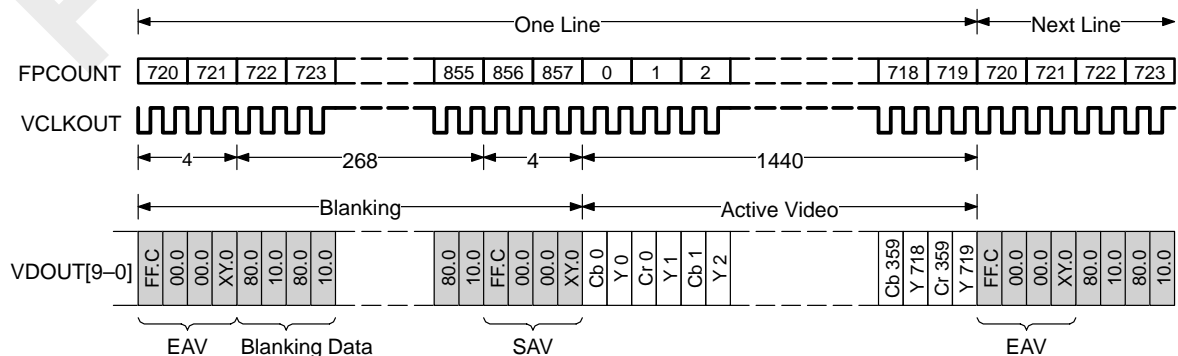 One Line Next Line
FPCOUNT 720 721 722 723 855 856 857 0 1 2 718 719 720 721 722 723
VCLKOUT
4 268 4 1440
Blanking Active Video
VDOUT[9–0] FF.C 00.0 00.0 XY.0 80.0 10.0 80.0 10.0 80.0 10.0 FF.C 00.0 00.0 XY.0 Cb 0 Y 0 Cr 0 Y 1 Cb 1 Y 2 Cb 359 Y 718 Cr 359 Y 719 FF.C 00.0 00.0 XY.0 80.0 10.0 80.0 10.0
EAV Blanking Data SAV EAV